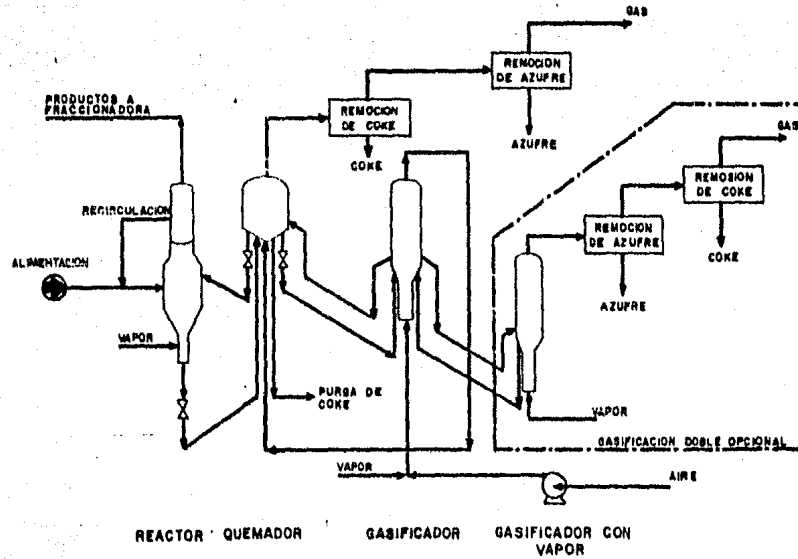 GAS
REMOCION
DE AZUFRE
PRODUCTOS A
FRACCIONADORA
REMOCION
DE COKE
AZUFRE
COKE
GAS
REMOSION
DE COKE
RECIRCULACION
REMOCION
DE AZUFRE
COKE
ALIMENTACION
AZUFRE
VAPOR
PURGA DE
COKE
VAPOR
GASIFICACION DOBLE OPCIONAL
VAPOR
AIRE
REACTOR QUEMADOR GASIFICADOR GASIFICADOR CON
VAPOR